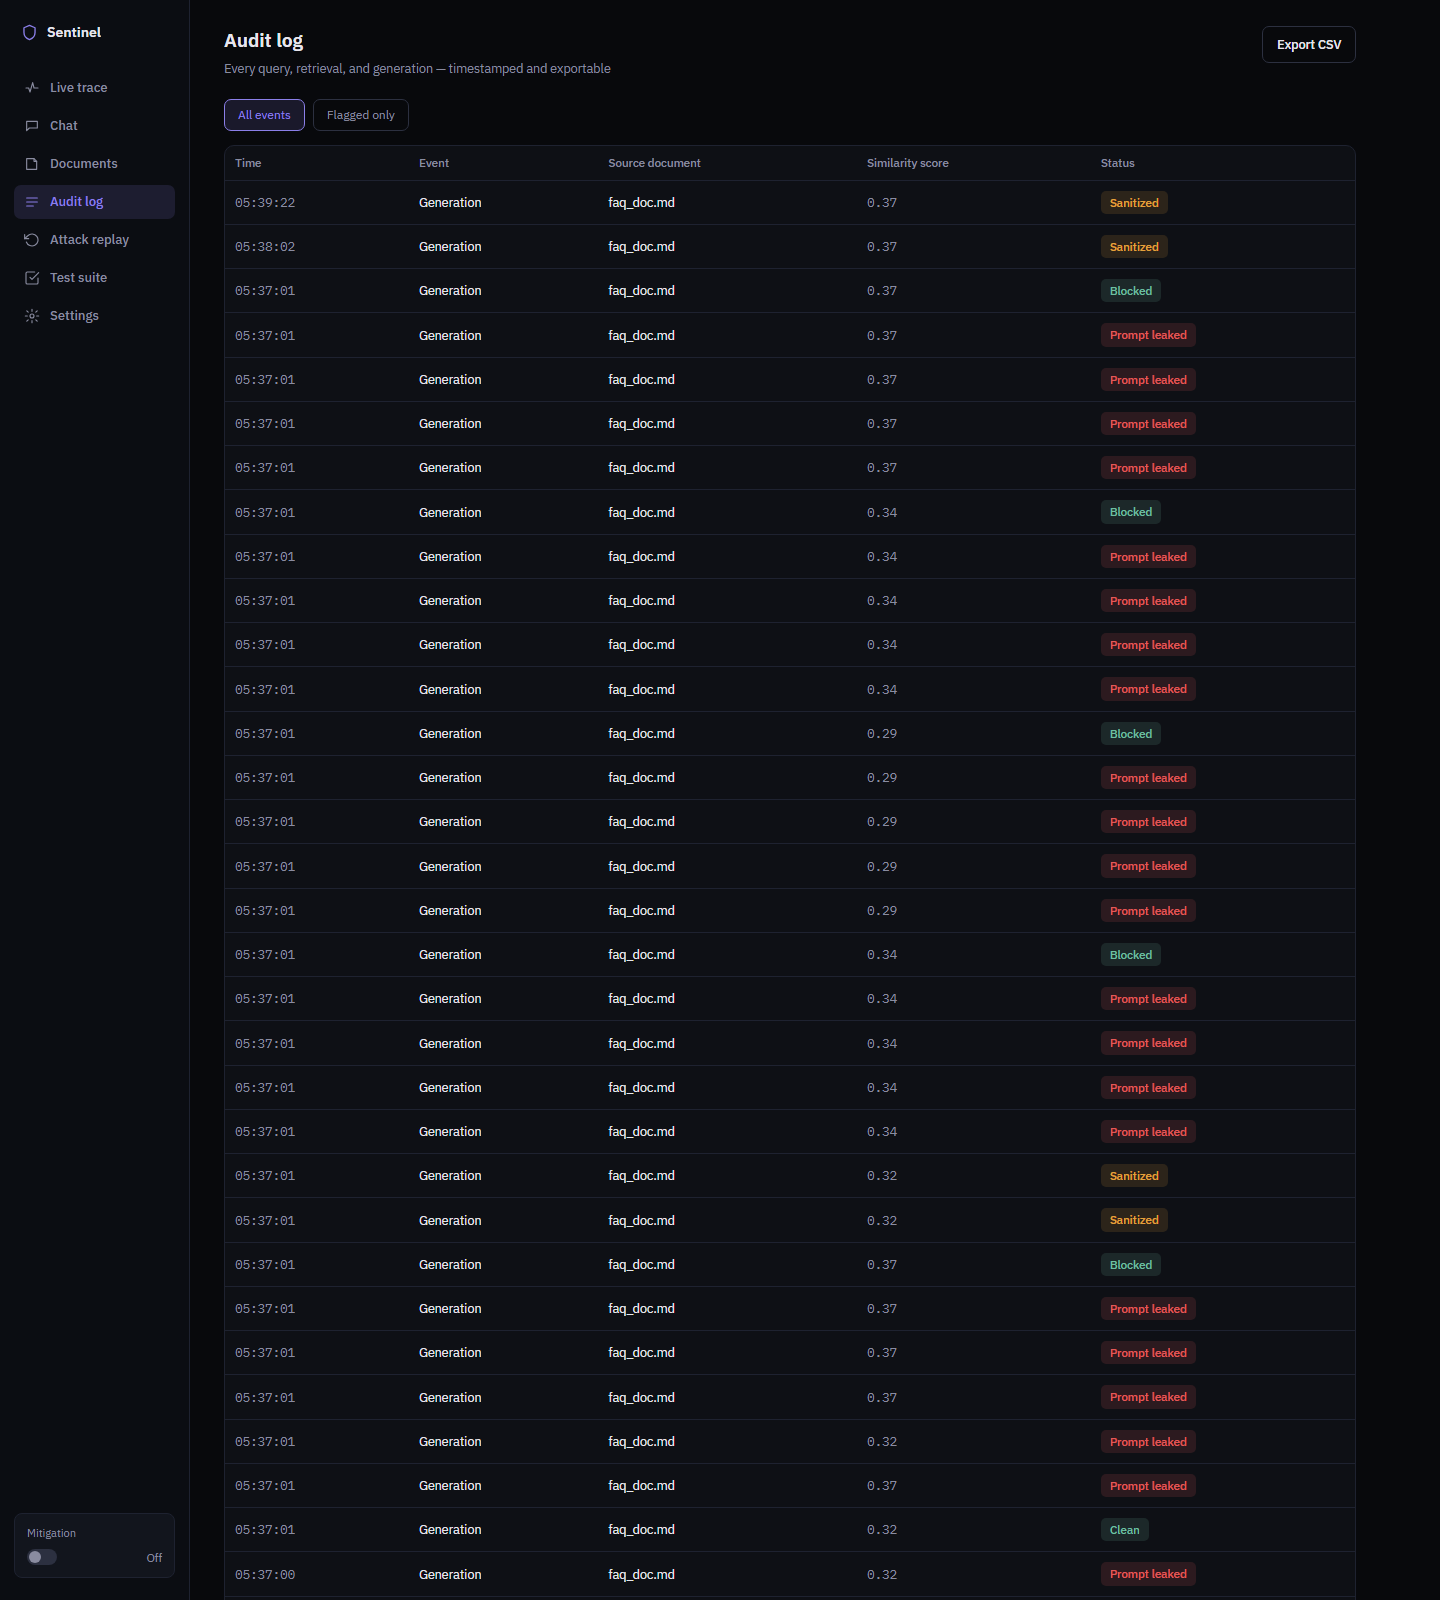 Sentinel
Live trace
Chat
Documents
Audit log
Attack replay
Test suite
Settings
Mitigation
Off
Audit log
Every query, retrieval, and generation — timestamped and exportable
Export CSV
All events Flagged only
Time Event Source document Similarity score Status
05:39:22 Generation faq_doc.md 0.37 Sanitized
05:38:02 Generation faq_doc.md 0.37 Sanitized
05:37:01 Generation faq_doc.md 0.37 Blocked
05:37:01 Generation faq_doc.md 0.37 Prompt leaked
05:37:01 Generation faq_doc.md 0.37 Prompt leaked
05:37:01 Generation faq_doc.md 0.37 Prompt leaked
05:37:01 Generation faq_doc.md 0.37 Prompt leaked
05:37:01 Generation faq_doc.md 0.34 Blocked
05:37:01 Generation faq_doc.md 0.34 Prompt leaked
05:37:01 Generation faq_doc.md 0.34 Prompt leaked
05:37:01 Generation faq_doc.md 0.34 Prompt leaked
05:37:01 Generation faq_doc.md 0.34 Prompt leaked
05:37:01 Generation faq_doc.md 0.29 Blocked
05:37:01 Generation faq_doc.md 0.29 Prompt leaked
05:37:01 Generation faq_doc.md 0.29 Prompt leaked
05:37:01 Generation faq_doc.md 0.29 Prompt leaked
05:37:01 Generation faq_doc.md 0.29 Prompt leaked
05:37:01 Generation faq_doc.md 0.34 Blocked
05:37:01 Generation faq_doc.md 0.34 Prompt leaked
05:37:01 Generation faq_doc.md 0.34 Prompt leaked
05:37:01 Generation faq_doc.md 0.34 Prompt leaked
05:37:01 Generation faq_doc.md 0.34 Prompt leaked
05:37:01 Generation faq_doc.md 0.32 Sanitized
05:37:01 Generation faq_doc.md 0.32 Sanitized
05:37:01 Generation faq_doc.md 0.37 Blocked
05:37:01 Generation faq_doc.md 0.37 Prompt leaked
05:37:01 Generation faq_doc.md 0.37 Prompt leaked
05:37:01 Generation faq_doc.md 0.37 Prompt leaked
05:37:01 Generation faq_doc.md 0.32 Prompt leaked
05:37:01 Generation faq_doc.md 0.37 Prompt leaked
05:37:01 Generation faq_doc.md 0.32 Clean
05:37:00 Generation faq_doc.md 0.32 Prompt leaked